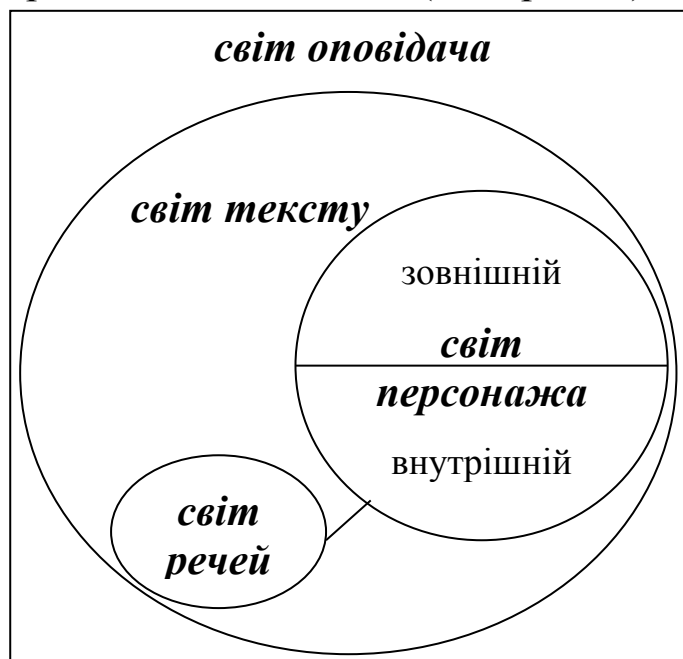 світ оповідача
світ тексту
зовнішній
світ
персонажа
внутрішній
світ
речей